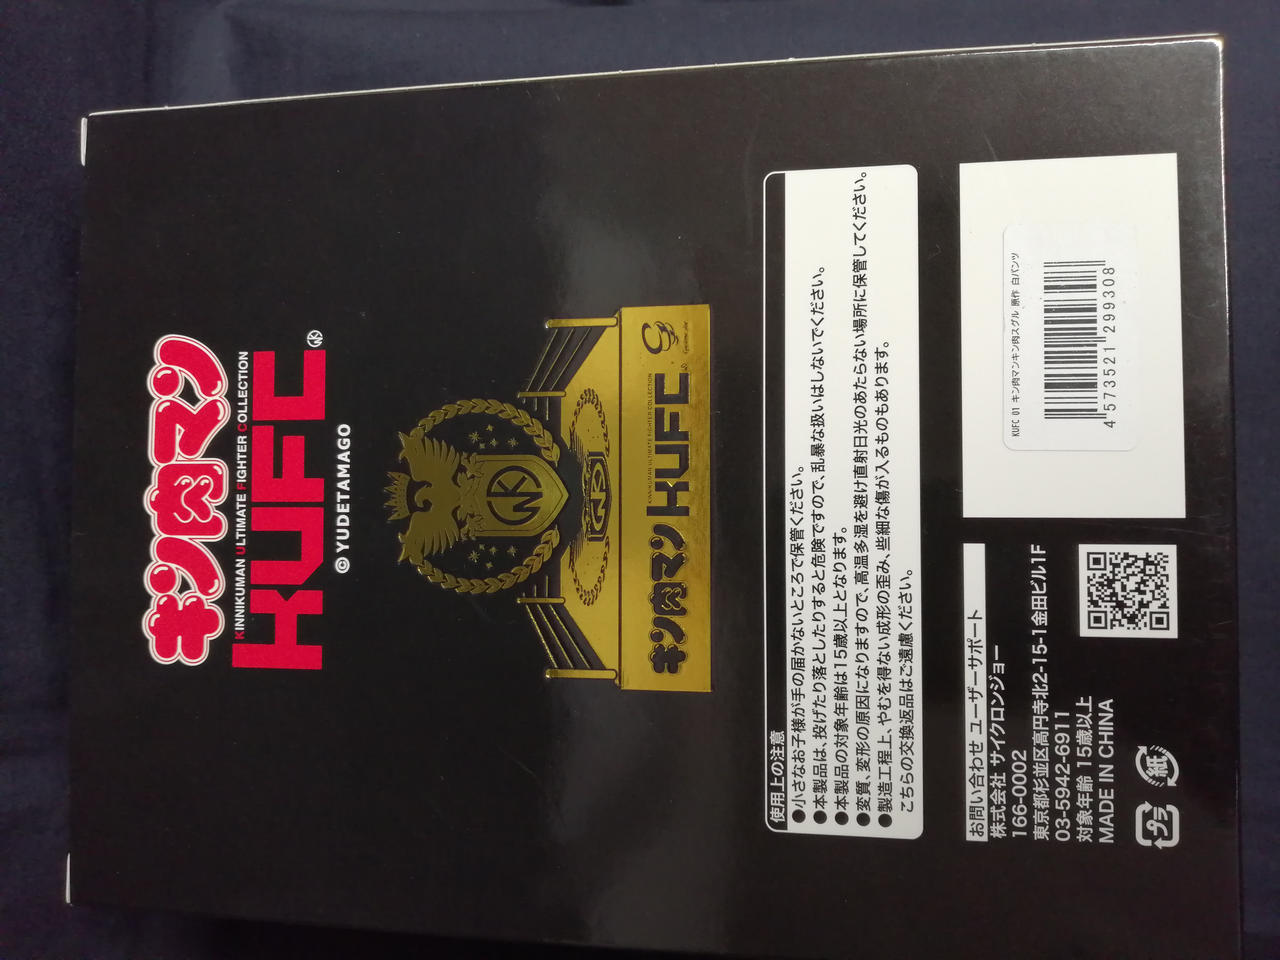 キン肉マン
KINNIKUMAN ULTIMATE FIGHTER COLLECTION
KUFC
© YUDETAMAGO
キン肉マン KUFC
KINNIKUMAN ULTIMATE FIGHTER COLLECTION
使用上の注意
●小さなお子様が手の届かないところで保管ください。
●本製品は、投げたり落としたりすると危険ですので、乱暴な扱いはしないでください。
●本製品の対象年齢は15歳以上となります。
●変質、変形の原因になりますので、高温多湿を避け直射日光のあたらない場所に保管してください。
●製造工程上、やむを得ない成形の歪み、些細な傷が入るものもあります。
こちらの交換返品はご遠慮ください。
お問い合わせ ユーザーサポート
株式会社 サイクロンジョー
166-0002
東京都杉並区高円寺北2-15-1金田ビル1F
03-5942-6911
対象年齢 15歳以上
MADE IN CHINA
プラ
紙
KUFC 01 キン肉マンキン肉スグル 原作 白パンツ
4 573521 299308